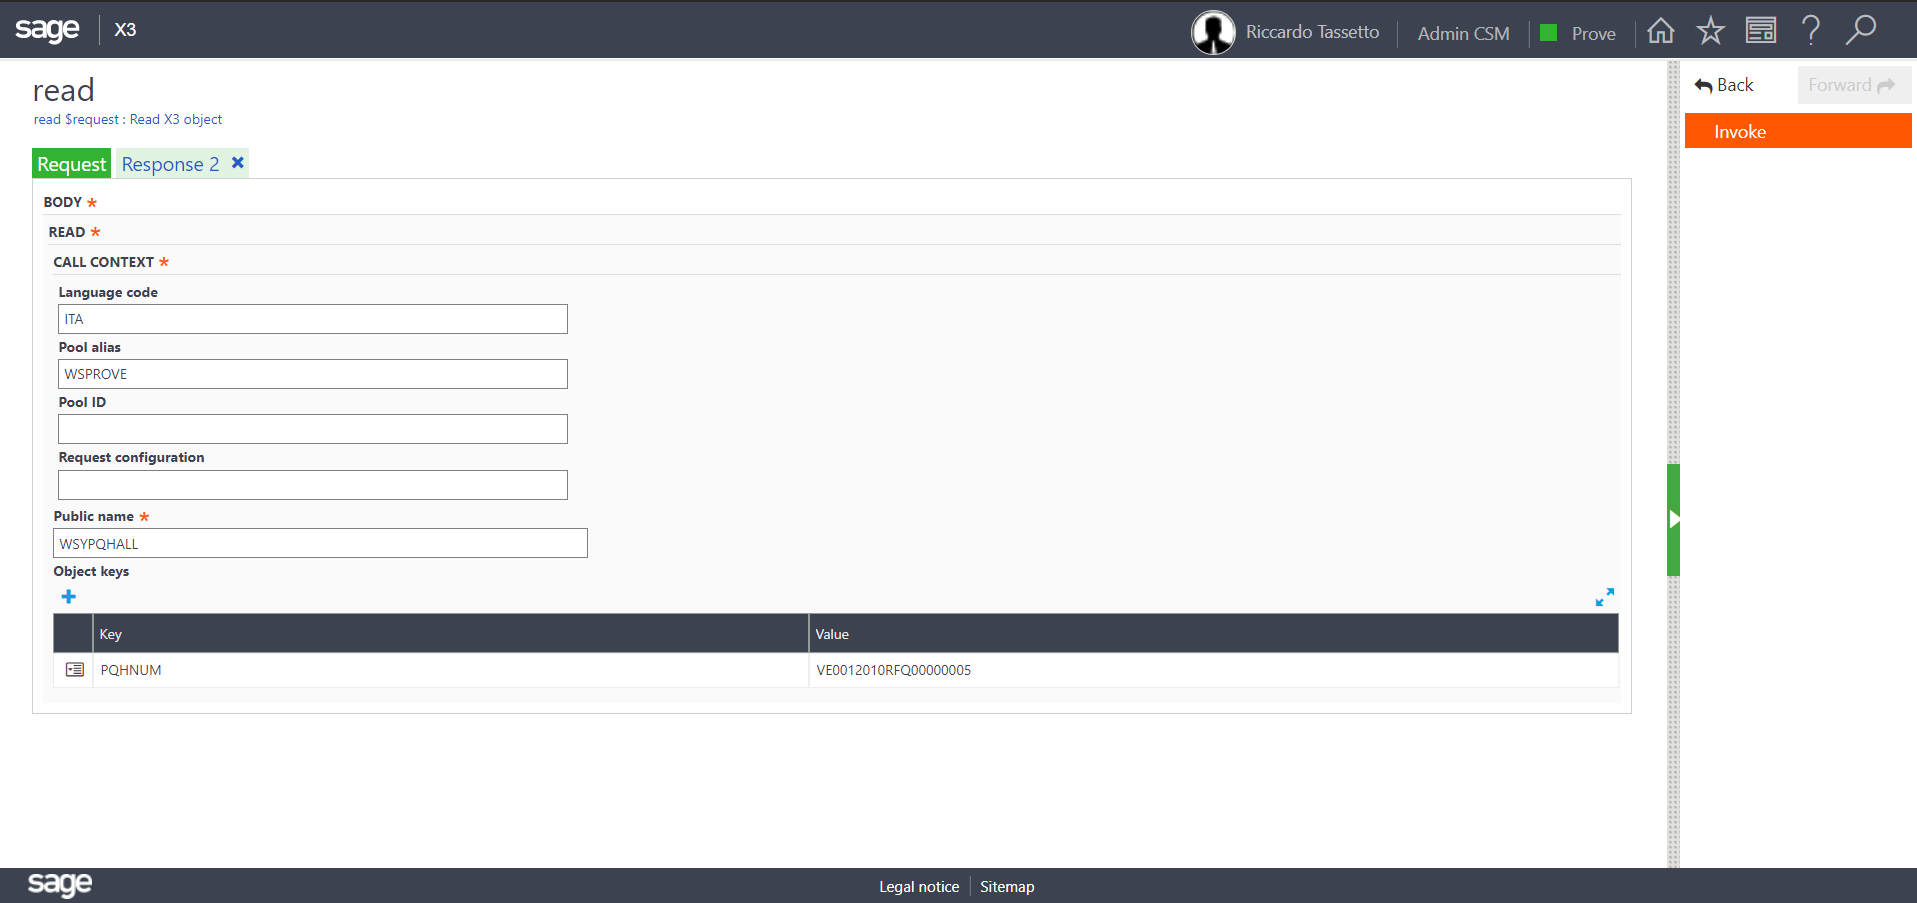 sage X3 Riccardo Tassetto Admin CSM Prove
read
read $request : Read X3 object
Back Forward
Invoke
Request Response 2
BODY *
READ *
CALL CONTEXT *
Language code
ITA
Pool alias
WSPROVE
Pool ID
Request configuration
Public name *
WSYPQHALL
Object keys
Key Value
PQHNUM VE0012010RFQ00000005
sage Legal notice Sitemap